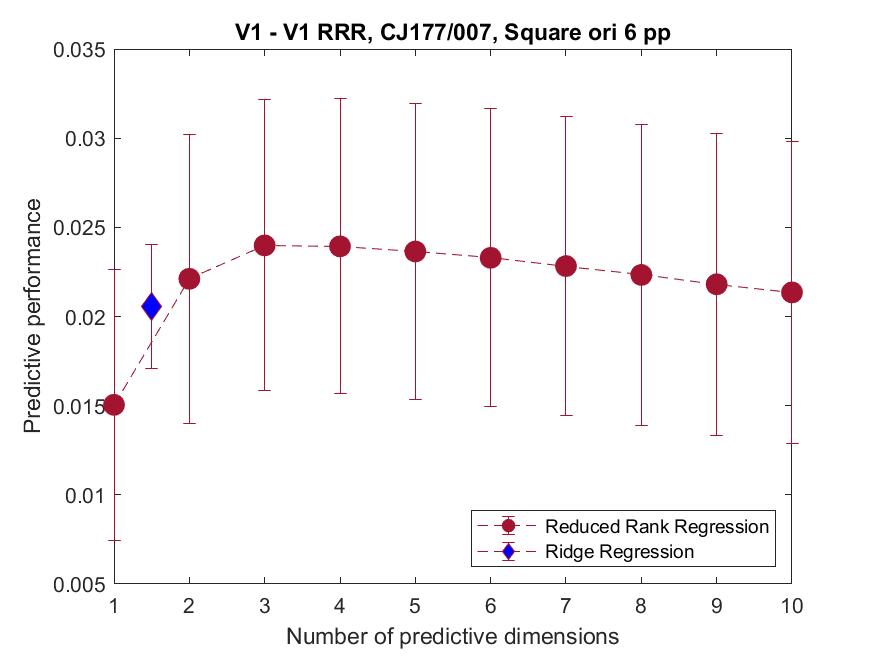 V1 - V1 RRR, CJ177/007, Square ori 6 pp
0.035
0.03
0.025
0.02
0.015
0.01
0.005
Predictive performance
1 2 3 4 5 6 7 8 9 10
Number of predictive dimensions
Reduced Rank Regression
Ridge Regression